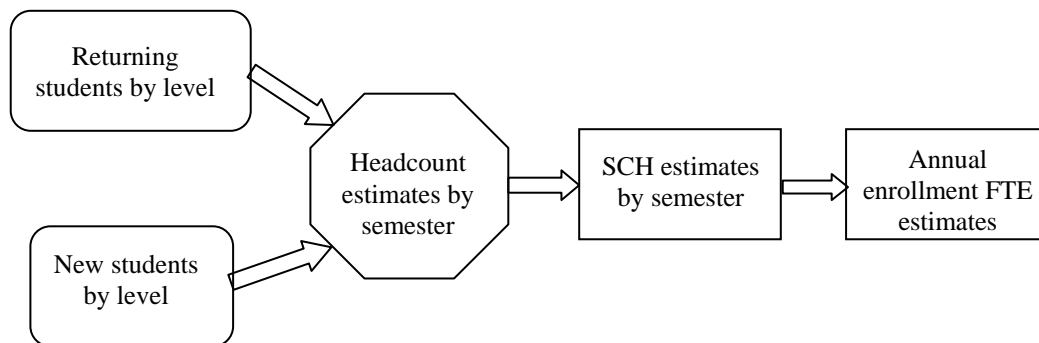 Returning
students by level
New students
by level
Headcount
estimates by
semester
SCH estimates
by semester
Annual
enrollment FTE
estimates